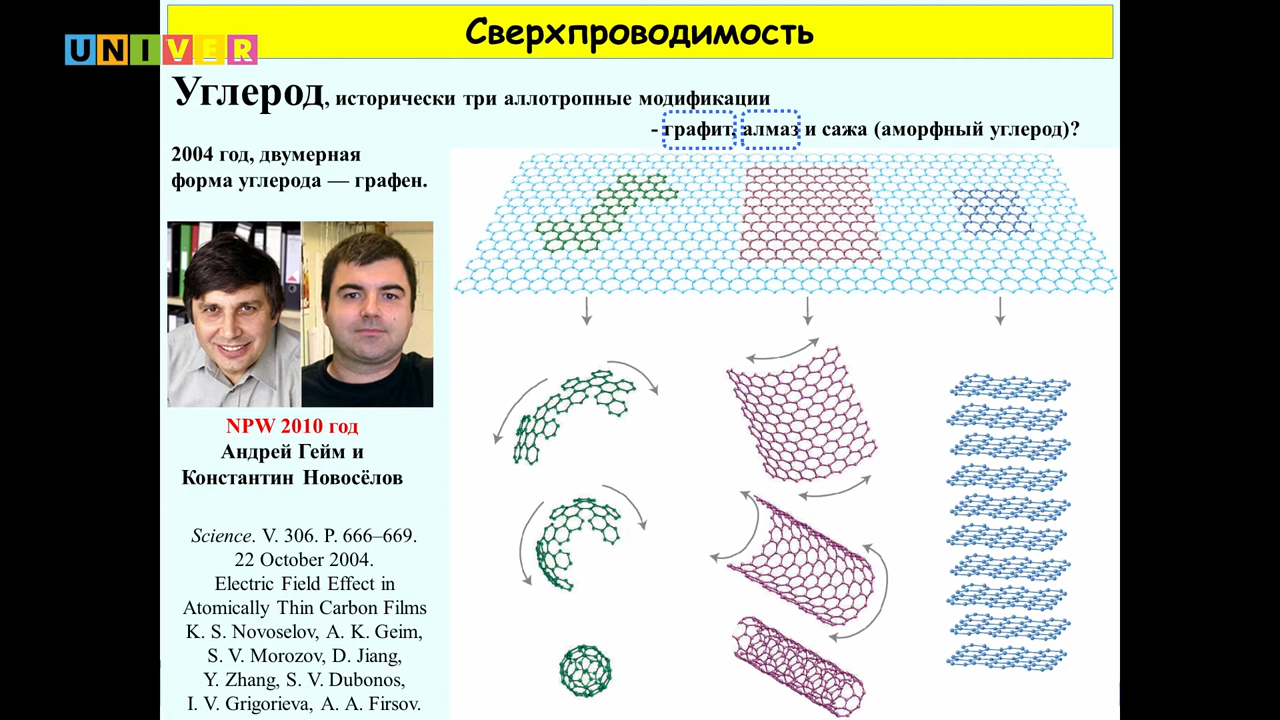 Сверхпроводимость
UNIVER
Углерод, исторически три аллотропные модификации
- графит, алмаз и сажа (аморфный углерод)?
2004 год, двумерная
форма углерода — графен.
NPW 2010 год
Андрей Гейм и
Константин Новосёлов
Science. V. 306. P. 666–669.
22 October 2004.
Electric Field Effect in
Atomically Thin Carbon Films
K. S. Novoselov, A. K. Geim,
S. V. Morozov, D. Jiang,
Y. Zhang, S. V. Dubonos,
I. V. Grigorieva, A. A. Firsov.